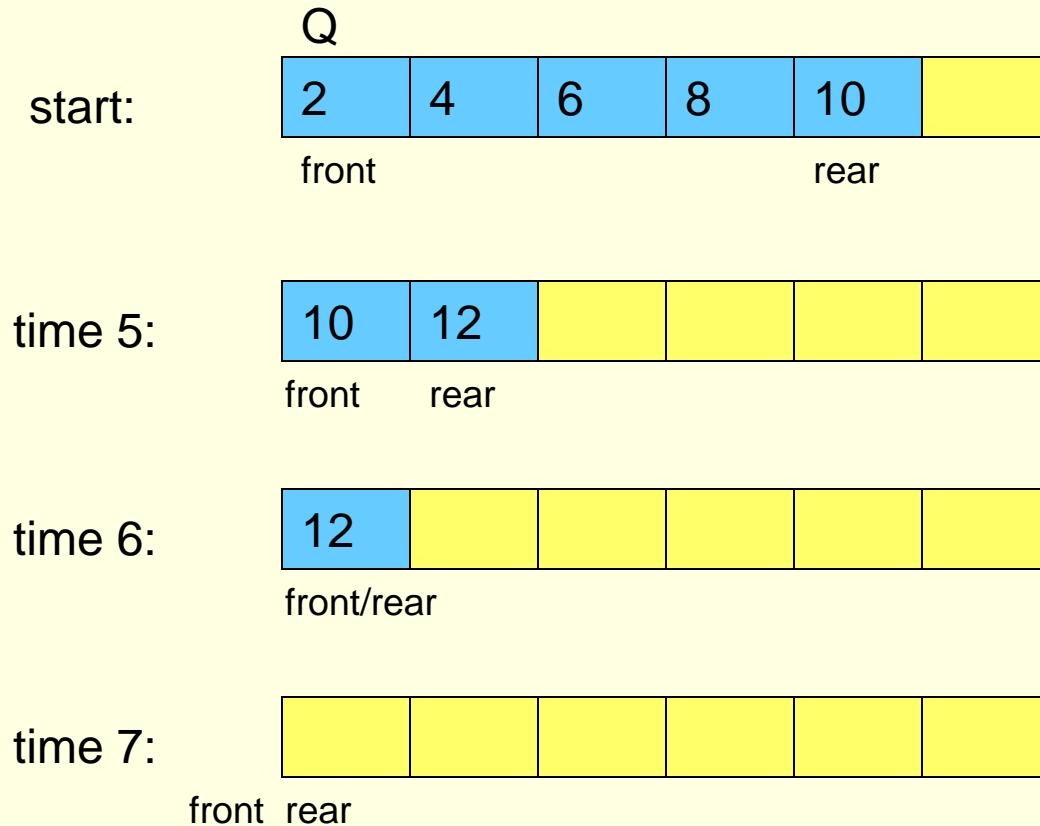 Q
start: 2 4 6 8 10
front rear
time 5: 10 12
front rear
time 6: 12
front/rear
time 7:
front rear